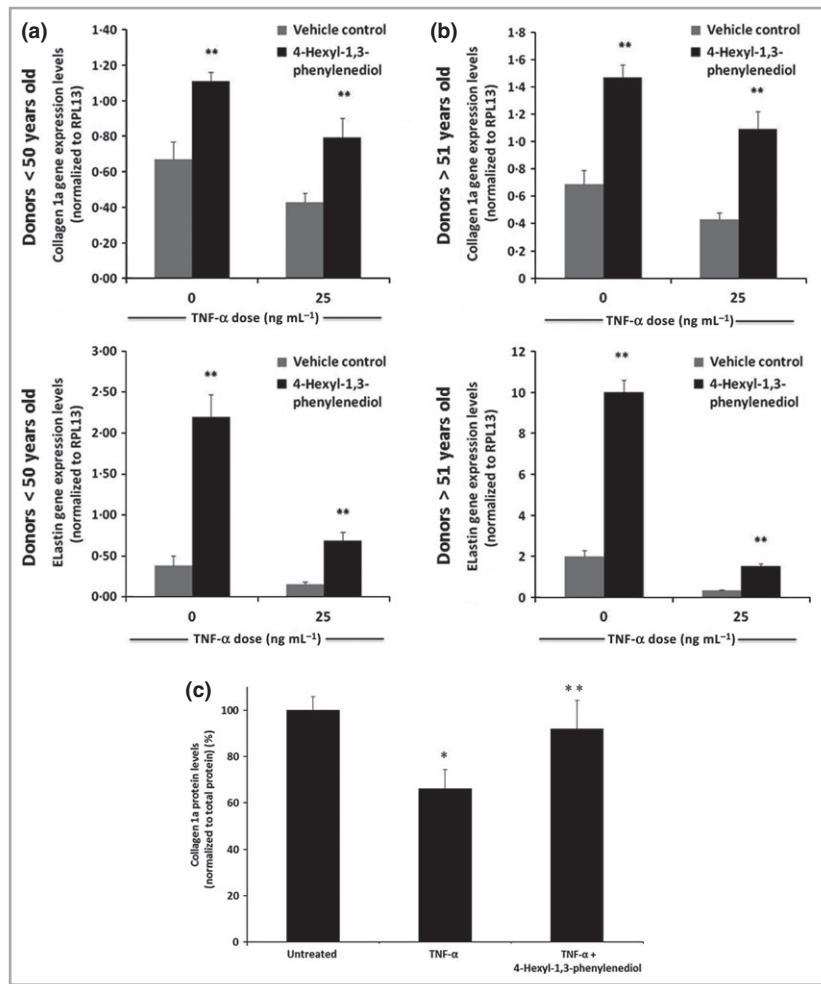 (a)
Donors < 50 years old
Collagen 1a gene expression levels
(normalized to RPL13)
1·40
1·20
1·00
0·80
0·60
0·40
0·20
0·00
Vehicle control
4-Hexyl-1,3-
phenylenediol
**
**
0
25
TNF-α dose (ng mL⁻¹)
(b)
Donors > 51 years old
Collagen 1a gene expression levels
(normalized to RPL13)
1·8
1·6
1·4
1·2
1·0
0·8
0·6
0·4
0·2
0
Vehicle control
4-Hexyl-1,3-
phenylenediol
**
**
0
25
TNF-α dose (ng mL⁻¹)
Donors < 50 years old
ELastin gene expression levels
(normalized to RPL13)
3·00
2·50
2·00
1·50
1·00
0·50
0·00
Vehicle control
4-Hexyl-1,3-
phenylenediol
**
**
0
25
TNF-α dose (ng mL⁻¹)
Donors > 51 years old
ELastin gene expression levels
(normalized to RPL13)
12
10
8
6
4
2
0
Vehicle control
4-Hexyl-1,3-
phenylenediol
**
**
0
25
TNF-α dose (ng mL⁻¹)
(c)
Collagen 1a protein levels
(normalized to total protein) (%)
100
80
60
40
20
0
*
**
Untreated
TNF-α
TNF-α +
4-Hexyl-1,3-phenylenediol